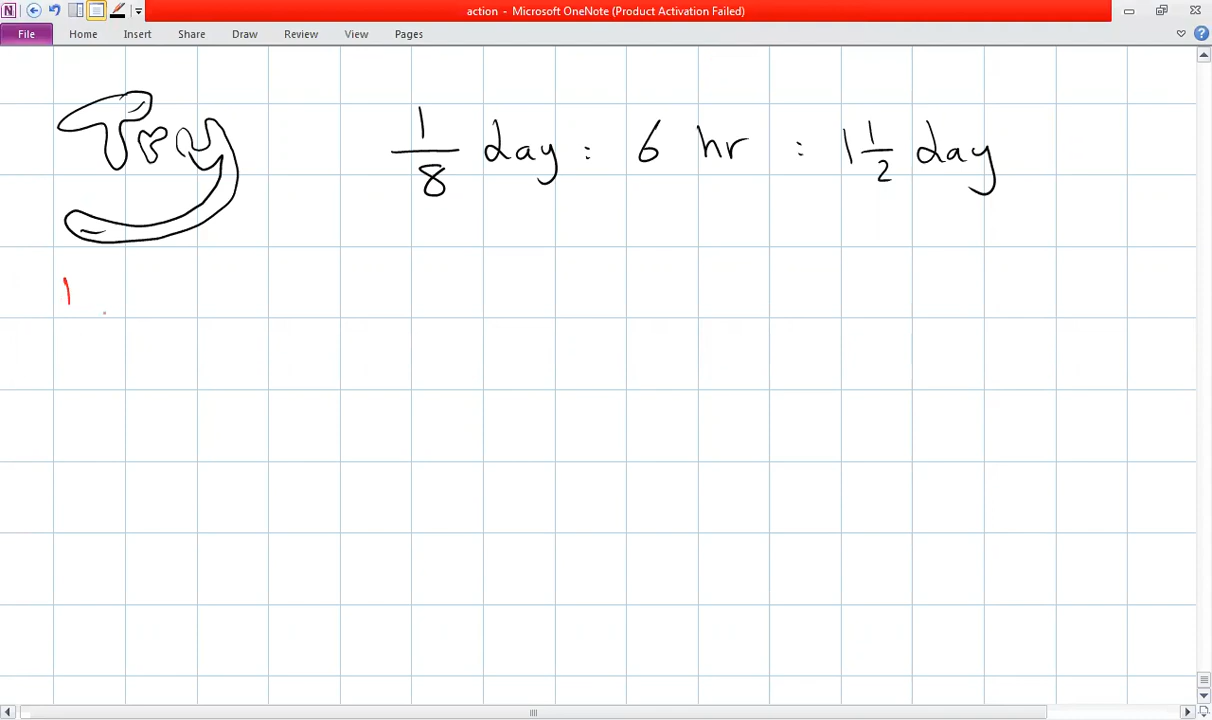 action - Microsoft OneNote (Product Activation Failed)
File Home Insert Share Draw Review View Pages
Try
1/8 day : 6 hr : 1 1/2 day
1